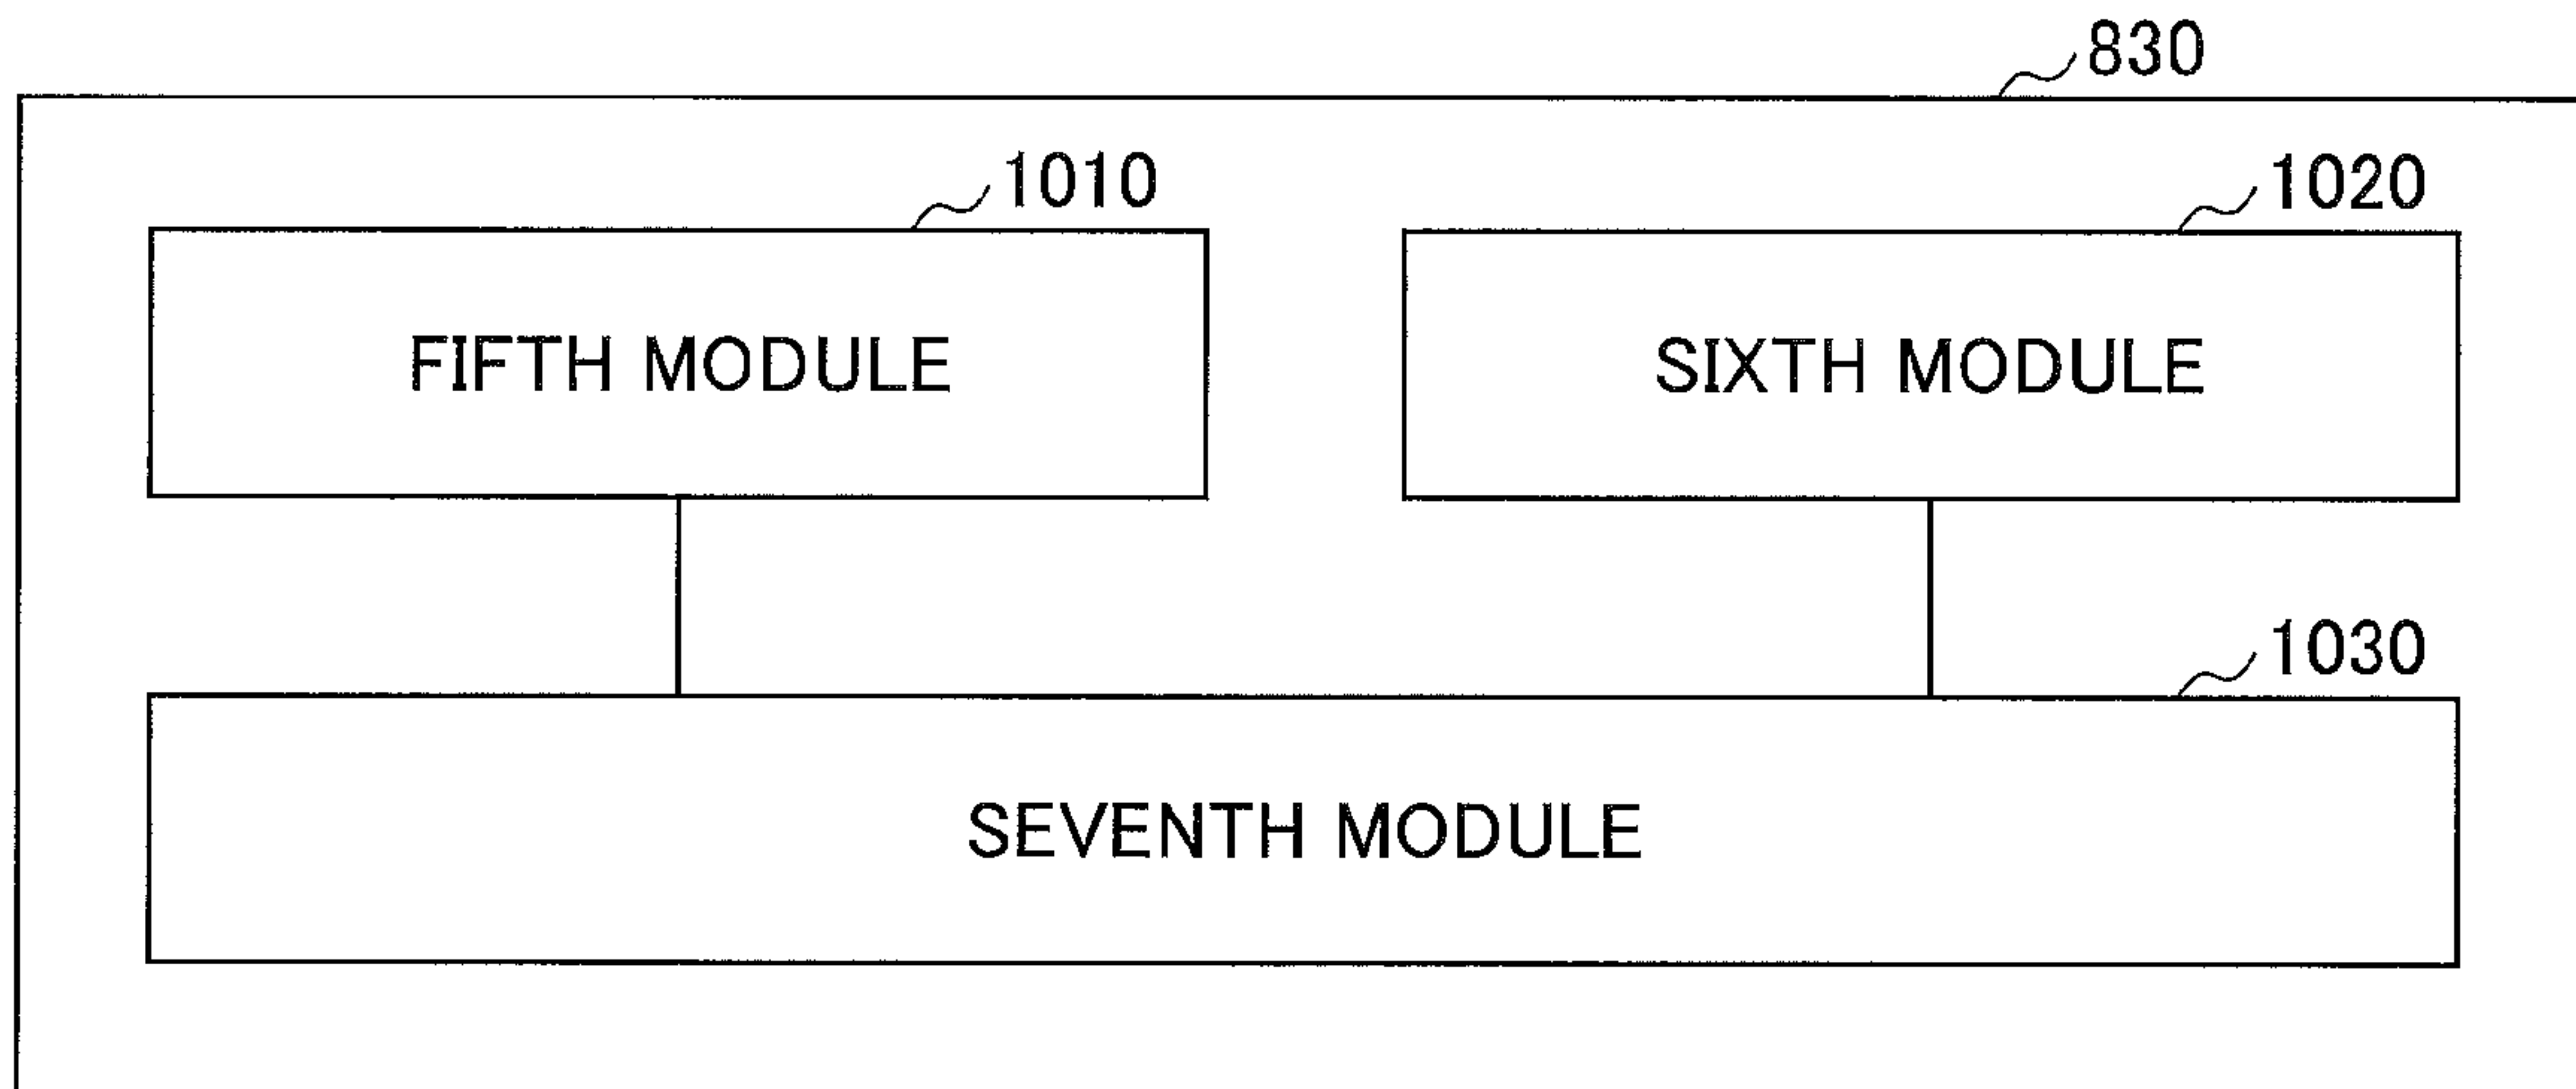 830
1010
1020
FIFTH MODULE
SIXTH MODULE
1030
SEVENTH MODULE